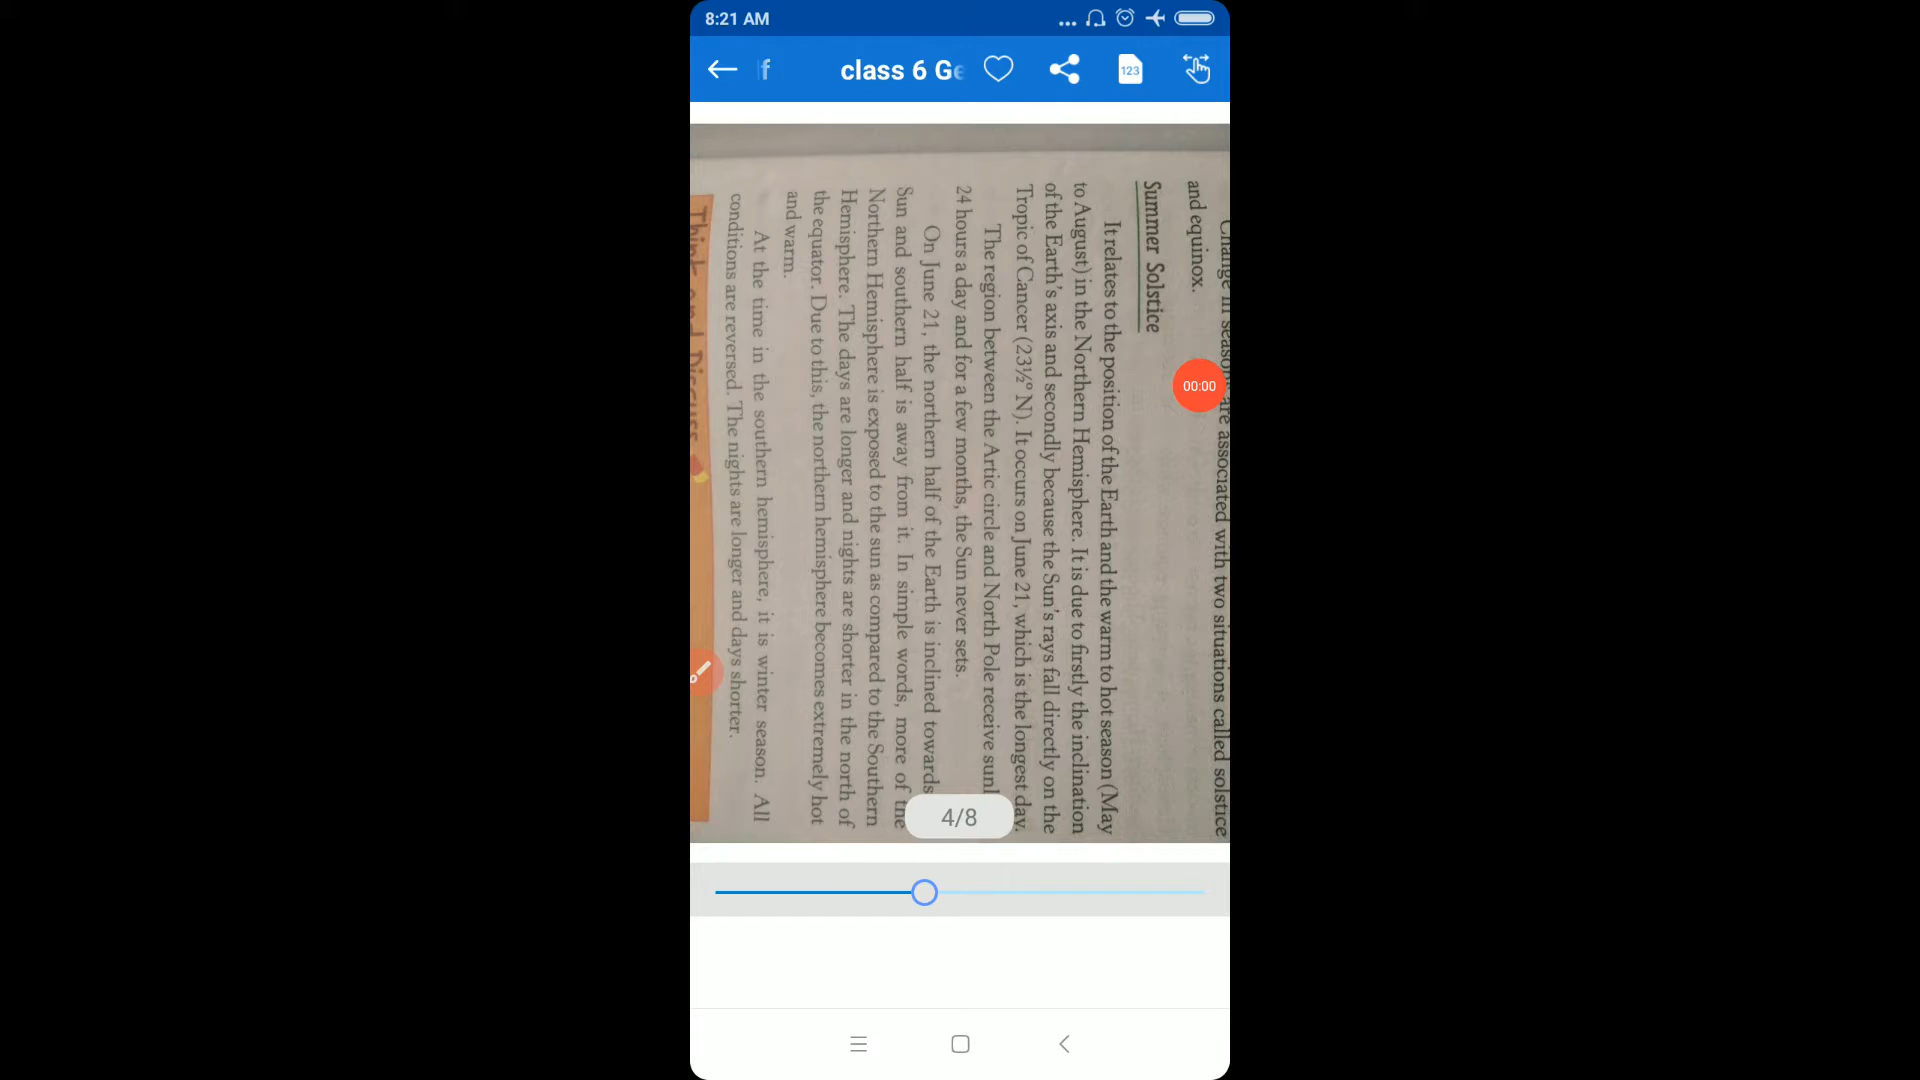 8:21 AM
f
class 6 Ge
123
Change in seasons are associated with two situations called solstice
and equinox.
Summer Solstice
It relates to the position of the Earth and the warm to hot season (May
to August) in the Northern Hemisphere. It is due to firstly the inclination
of the Earth's axis and secondly because the Sun's rays fall directly on the
Tropic of Cancer (23½° N). It occurs on June 21, which is the longest day.
The region between the Artic circle and North Pole receive sunl
24 hours a day and for a few months, the Sun never sets.
On June 21, the northern half of the Earth is inclined towards
Sun and southern half is away from it. In simple words, more of the
Northern Hemisphere is exposed to the sun as compared to the Southern
Hemisphere. The days are longer and nights are shorter in the north of
the equator. Due to this, the northern hemisphere becomes extremely hot
and warm.
At the time in the southern hemisphere, it is winter season. All
conditions are reversed. The nights are longer and days shorter.
Think and Discuss
00:00
4/8